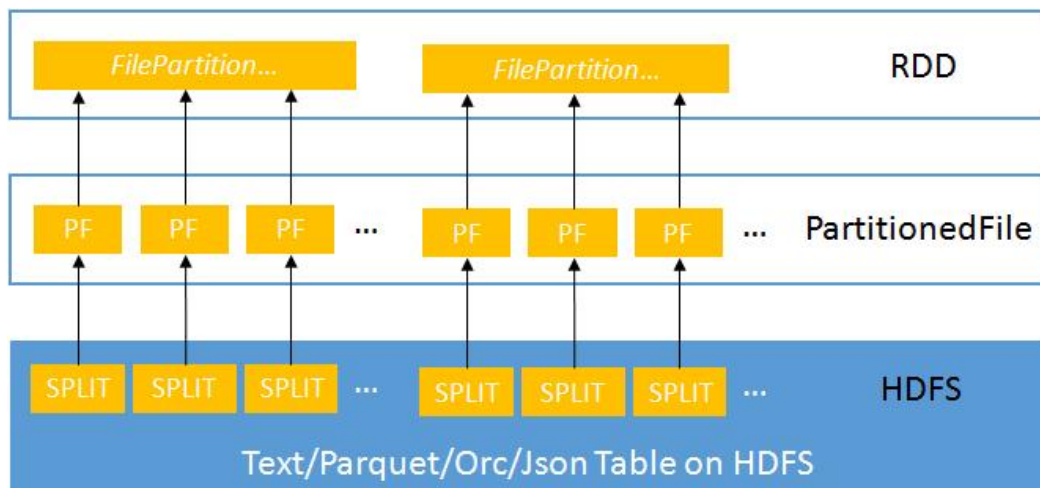 FilePartition... FilePartition... RDD
PF PF PF ... PF PF PF ... PartitionedFile
SPLIT SPLIT SPLIT ... SPLIT SPLIT SPLIT ... HDFS
Text/Parquet/Orc/Json Table on HDFS